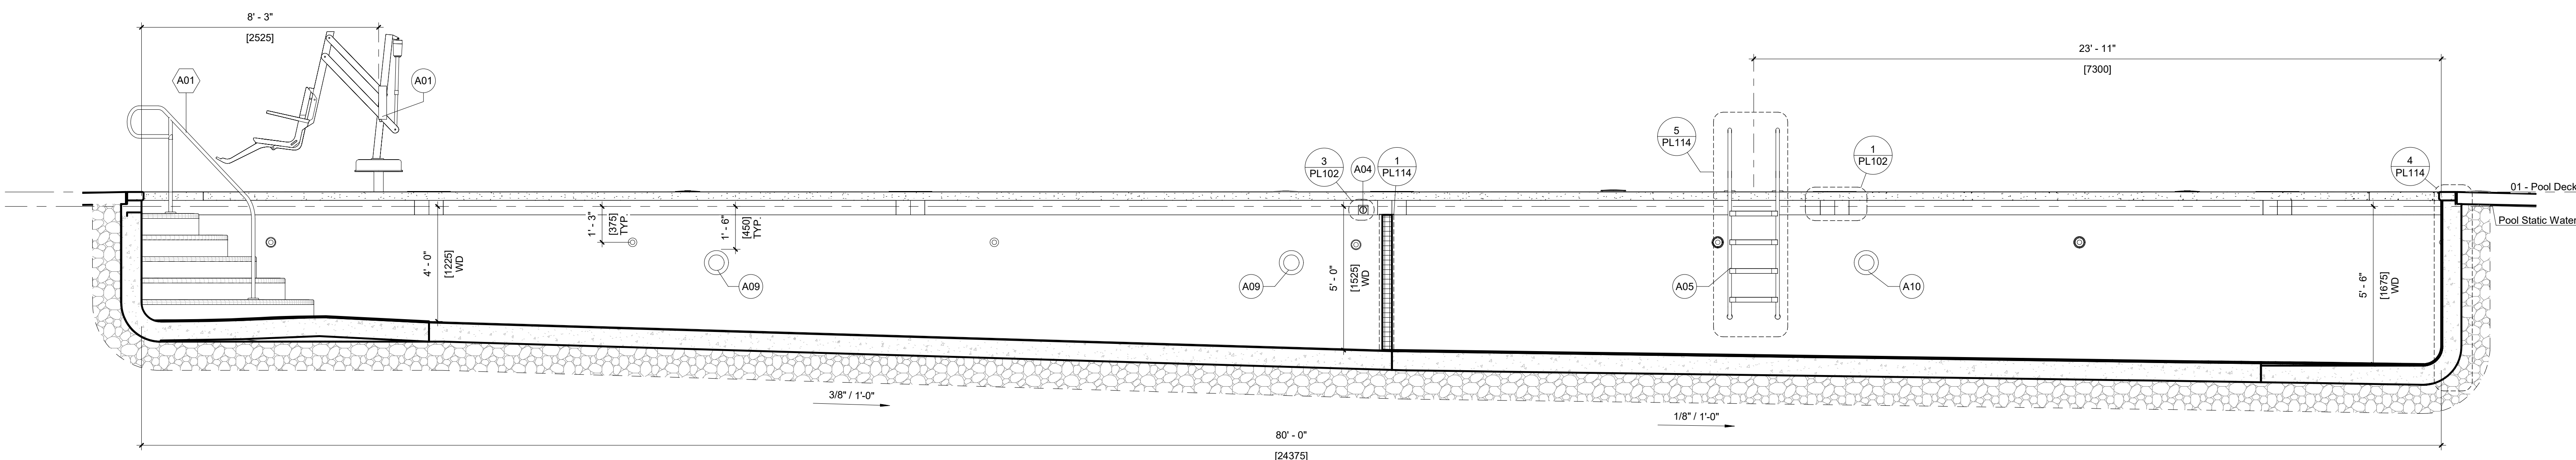 8' - 3"
[2525]
A01
A01
23' - 11"
[7300]
5
PL114
3
PL102
A04
1
PL114
1
PL102
4
PL114
01 - Pool Deck
Pool Static Water
1' - 3"
[375]
TYP.
1' - 6"
[450]
TYP.
4' - 0"
[1225]
WD
A09
A09
5' - 0"
[1525]
WD
A05
A10
5' - 6"
[1675]
WD
3/8" / 1'-0"
1/8" / 1'-0"
80' - 0"
[24375]